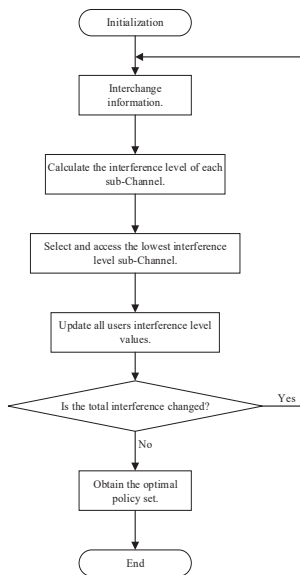 Initialization
Interchange
information.
Calculate the interference level of each
sub-Channel.
Select and access the lowest interference
level sub-Channel.
Update all users interference level
values.
Is the total interference changed?
Yes
No
Obtain the optimal
policy set.
End